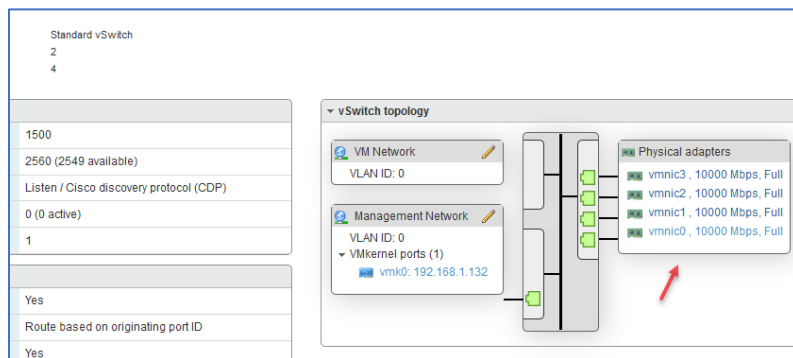 Standard vSwitch
2
4
1500
2560 (2549 available)
Listen / Cisco discovery protocol (CDP)
0 (0 active)
1
Yes
Route based on originating port ID
Yes
vSwitch topology
VM Network
VLAN ID: 0
Management Network
VLAN ID: 0
VMkernel ports (1)
vmk0: 192.168.1.132
Physical adapters
vmnic3 , 10000 Mbps, Full
vmnic2 , 10000 Mbps, Full
vmnic1 , 10000 Mbps, Full
vmnic0 , 10000 Mbps, Full